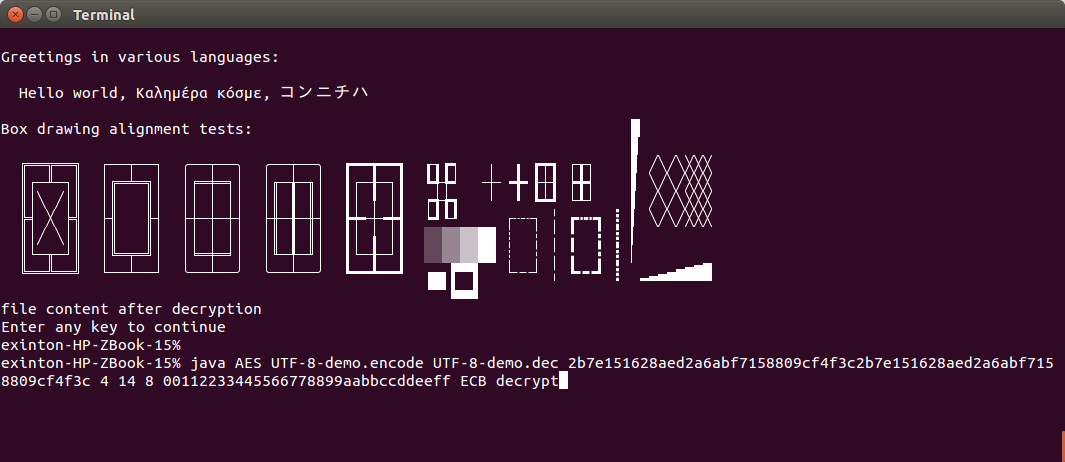 Terminal
Greetings in various languages:
Hello world, Καλημέρα κόσμε, コンニチハ
Box drawing alignment tests:
file content after decryption
Enter any key to continue
exinton-HP-ZBook-15%
exinton-HP-ZBook-15% java AES UTF-8-demo.encode UTF-8-demo.dec 2b7e151628aed2a6abf7158809cf4f3c2b7e151628aed2a6abf715
8809cf4f3c 4 14 8 00112233445566778899aabbccddeeff ECB decrypt